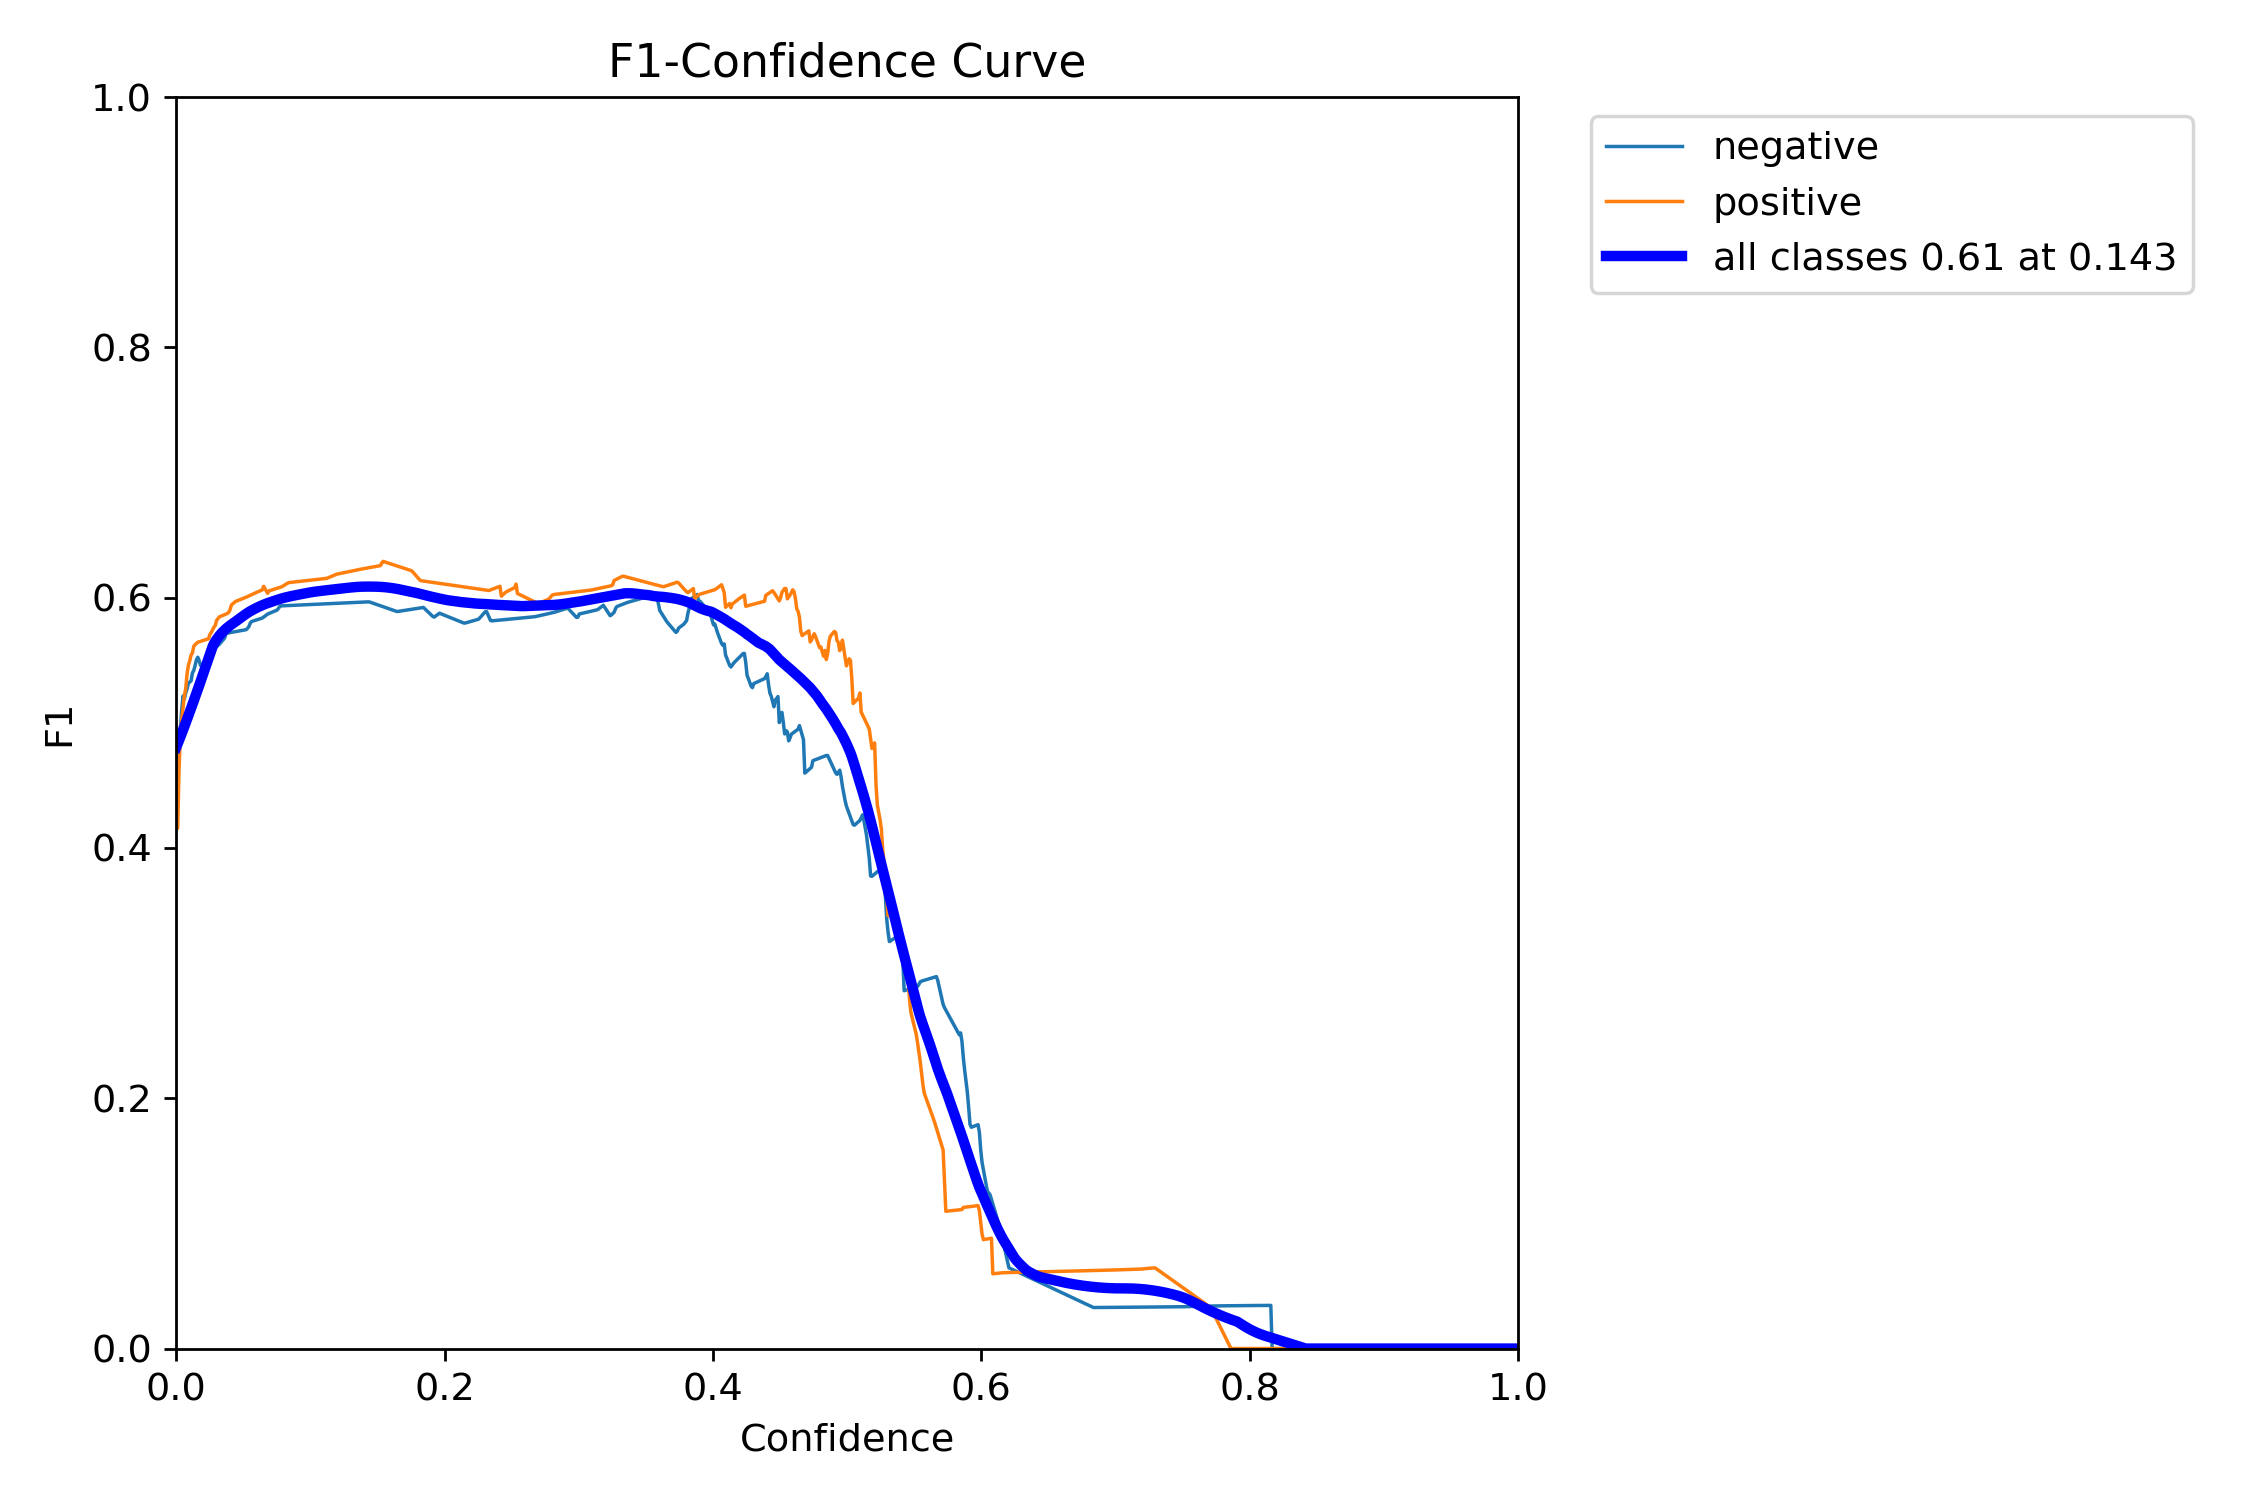 F1-Confidence Curve
1.0
0.8
0.6
0.4
0.2
0.0
F1
0.0 0.2 0.4 0.6 0.8 1.0
Confidence
negative
positive
all classes 0.61 at 0.143